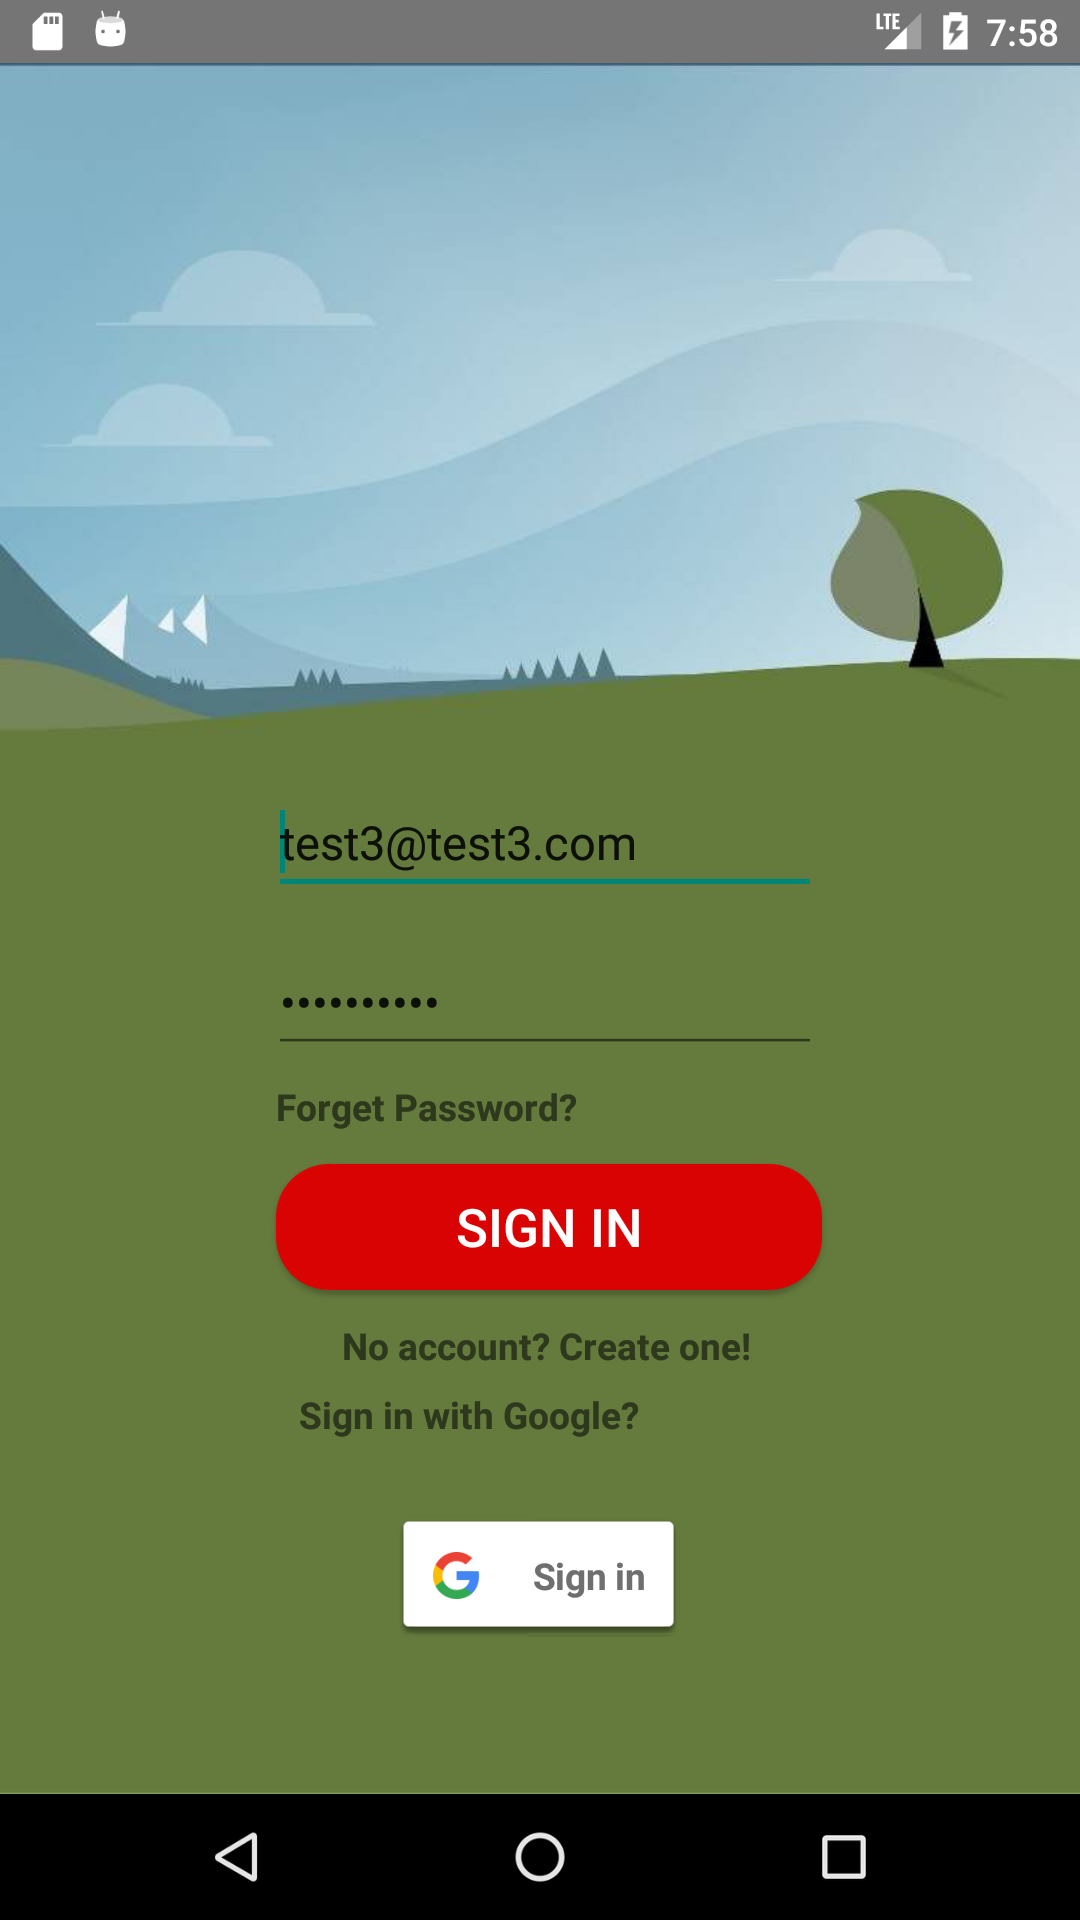 LTE 7:58
test3@test3.com
••••••••••
Forget Password?
SIGN IN
No account? Create one!
Sign in with Google?
G Sign in